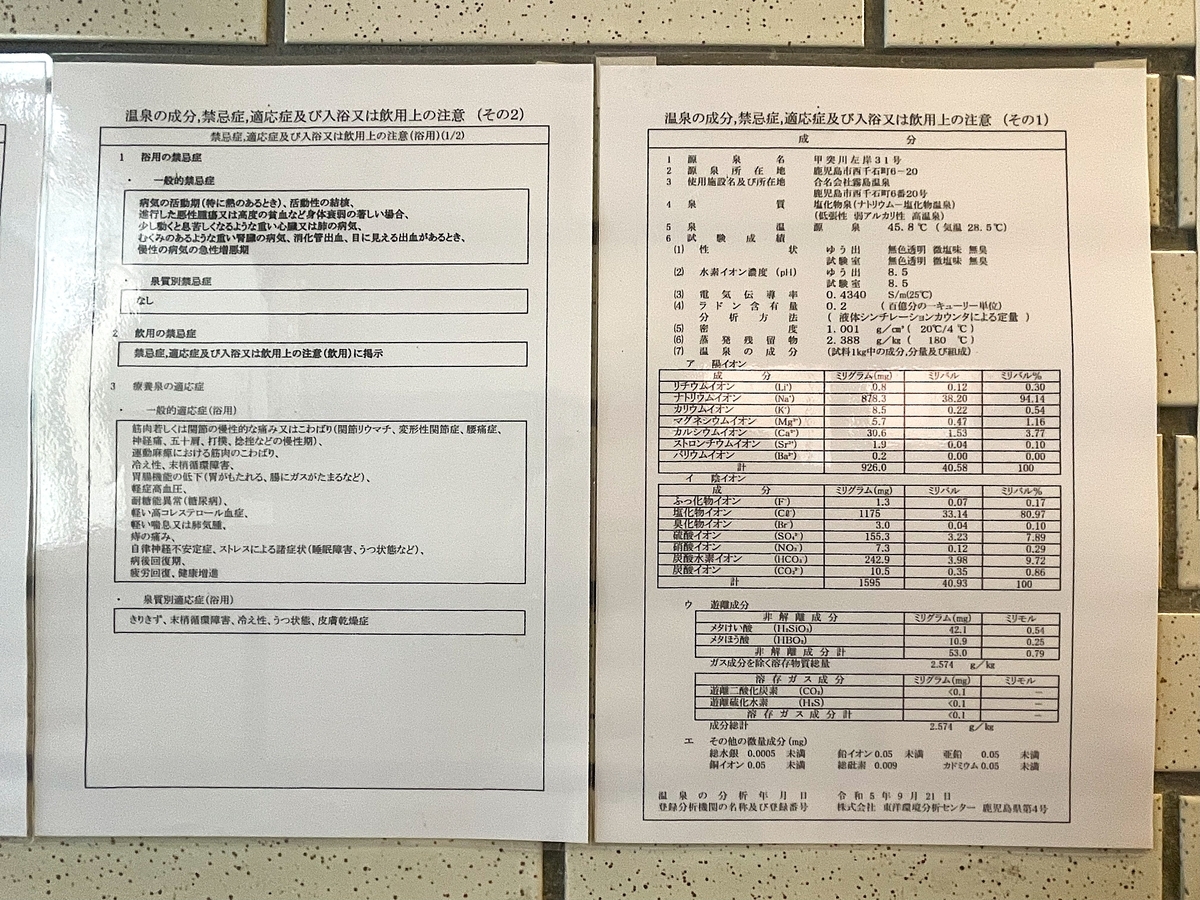 温泉の成分,禁忌症,適応症及び入浴又は飲用上の注意 (その2)
禁忌症,適応症及び入浴又は飲用上の注意(浴用)(1/2)
1 浴用の禁忌症
・ 一般的禁忌症
病気の活動期(特に熱のあるとき)、活動性の結核、
進行した悪性腫瘍又は高度の貧血など身体衰弱の著しい場合、
少し動くと息苦しくなるような重い心臓又は肺の病気、
むくみのあるような重い腎臓の病気、消化管出血、目に見える出血があるとき、
慢性の病気の急性増悪期
・ 泉質別禁忌症
なし
2 飲用の禁忌症
禁忌症,適応症及び入浴又は飲用上の注意(飲用)に掲示
3 療養泉の適応症
・ 一般的適応症(浴用)
筋肉若しくは関節の慢性的な痛み又はこわばり(関節リウマチ、変形性関節症、腰痛症、
神経痛、五十肩、打撲、捻挫などの慢性期)、
運動麻痺における筋肉のこわばり、
冷え性、末梢循環障害、
胃腸機能の低下(胃がもたれる、腸にガスがたまるなど)、
軽症高血圧、
耐糖能異常(糖尿病)、
軽い高コレステロール血症、
軽い喘息又は肺気腫、
痔の痛み、
自律神経不安定症、ストレスによる諸症状(睡眠障害、うつ状態など)、
病後回復期、
疲労回復、健康増進
・ 泉質別適応症(浴用)
きりきず、末梢循環障害、冷え性、うつ状態、皮膚乾燥症
温泉の成分,禁忌症,適応症及び入浴又は飲用上の注意 (その1)
成 分
1 源泉名 甲突川左岸31号
2 源泉所在地 鹿児島市西千石町6-20
3 使用施設名及び所在地 合名会社霧島温泉
鹿児島市西千石町6番20号
4 泉質 塩化物泉(ナトリウム-塩化物温泉)
(低張性 弱アルカリ性 高温泉)
5 泉温 源泉 45.8℃ (気温 28.5℃)
6 試験成績
(1) 性状 ゆう出 無色透明 微塩味 無臭
試験室 無色透明 微塩味 無臭
(2) 水素イオン濃度 (pH) ゆう出 8.5
試験室 8.5
(3) 電気伝導率 0.4340 S/m(25℃)
(4) ラドン含有量 0.2 (百億分の一キューリー単位)
分析方法 (液体シンチレーションカウンタによる定量)
(5) 密度 1.001 g/cm³ (20℃/4℃)
(6) 蒸発残留物 2.388 g/kg (180 ℃)
(7) 温泉の成分 (試料1kg中の成分,分量及び組成)
ア 陽イオン
成 分 ミリグラム(mg) ミリバル ミリバル%
リチウムイオン (Li⁺) 0.8 0.12 0.30
ナトリウムイオン (Na⁺) 878.3 38.20 94.14
カリウムイオン (K⁺) 8.5 0.22 0.54
マグネシウムイオン (Mg²⁺) 5.7 0.47 1.16
カルシウムイオン (Ca²⁺) 30.6 1.53 3.77
ストロンチウムイオン (Sr²⁺) 1.9 0.04 0.10
バリウムイオン (Ba²⁺) 0.2 0.00 0.00
計 926.0 40.58 100
イ 陰イオン
成 分 ミリグラム(mg) ミリバル ミリバル%
ふっ化物イオン (F⁻) 1.3 0.07 0.17
塩化物イオン (Cℓ⁻) 1175 33.14 80.97
臭化物イオン (Br⁻) 3.0 0.04 0.10
硫酸イオン (SO₄²⁻) 155.3 3.23 7.89
硝酸イオン (NO₃⁻) 7.3 0.12 0.29
炭酸水素イオン (HCO₃⁻) 242.9 3.98 9.72
炭酸イオン (CO₃²⁻) 10.5 0.35 0.86
計 1595 40.93 100
ウ 遊離成分
非解離成分 ミリグラム(mg) ミリモル
メタけい酸 (H₂SiO₃) 42.1 0.54
メタほう酸 (HBO₂) 10.9 0.25
非解離成分計 53.0 0.79
ガス成分を除く溶存物質総量 2.574 g/kg
溶存ガス成分 ミリグラム(mg) ミリモル
遊離二酸化炭素 (CO₂) <0.1 −
遊離硫化水素 (H₂S) <0.1 −
溶存ガス成分計 <0.1 −
成分総計 2.574 g/kg
エ その他の微量成分(mg)
総水銀 0.0005 未満 鉛イオン 0.05 未満 亜鉛 0.05 未満
銅イオン 0.05 未満 総砒素 0.009 カドミウム 0.05 未満
温泉の分析年月日 令和5年9月21日
登録分析機関の名称及び登録番号 株式会社 東洋環境分析センター 鹿児島県第4号